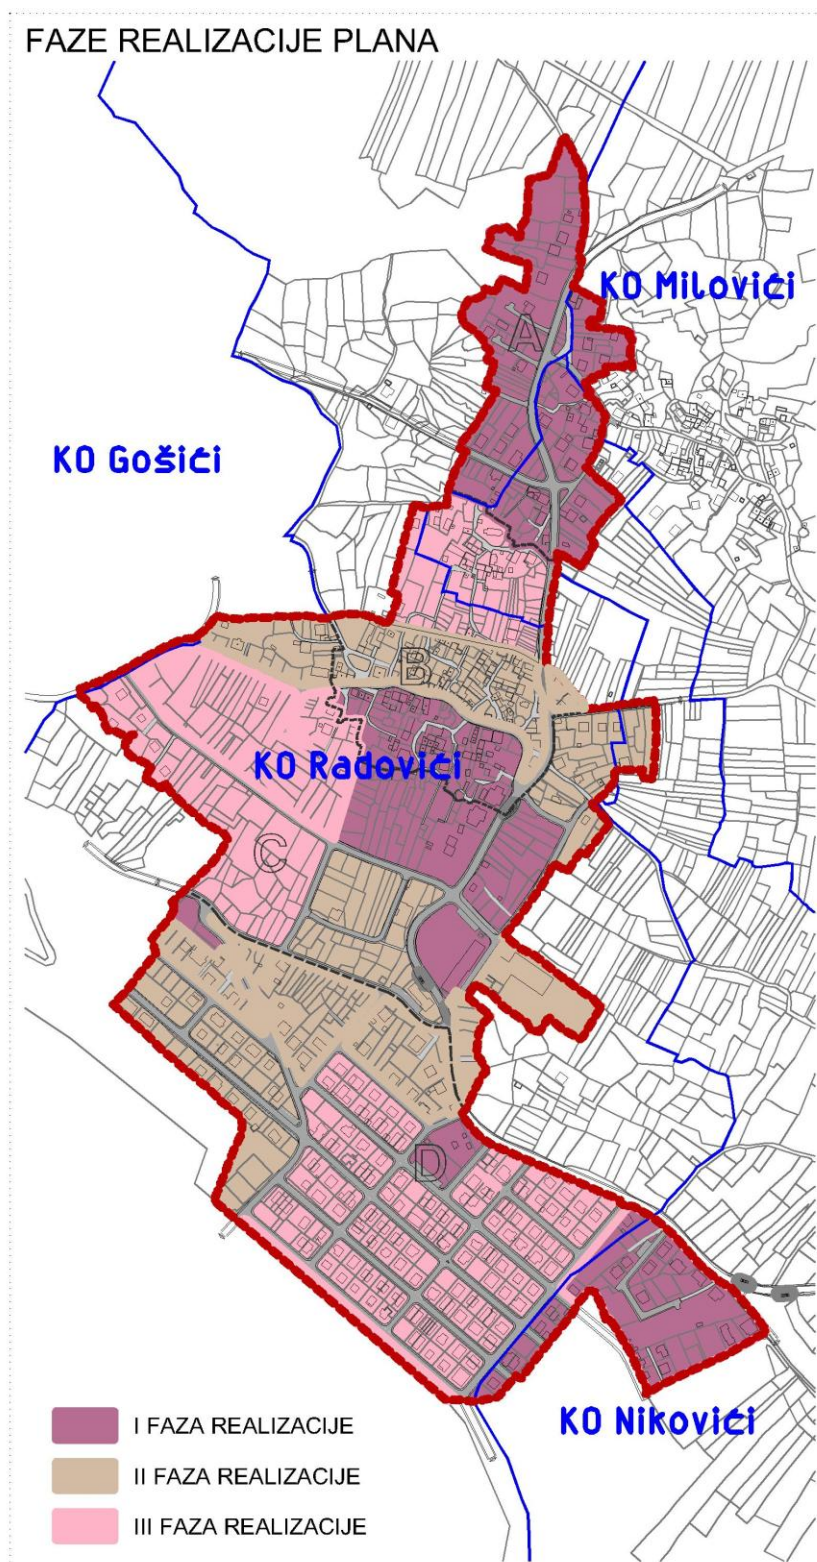 FAZE REALIZACIJE PLANA
KO Milovići
A
KO Gošići
B
KO Radovići
C
D
KO Nikovići
I FAZA REALIZACIJE
II FAZA REALIZACIJE
III FAZA REALIZACIJE